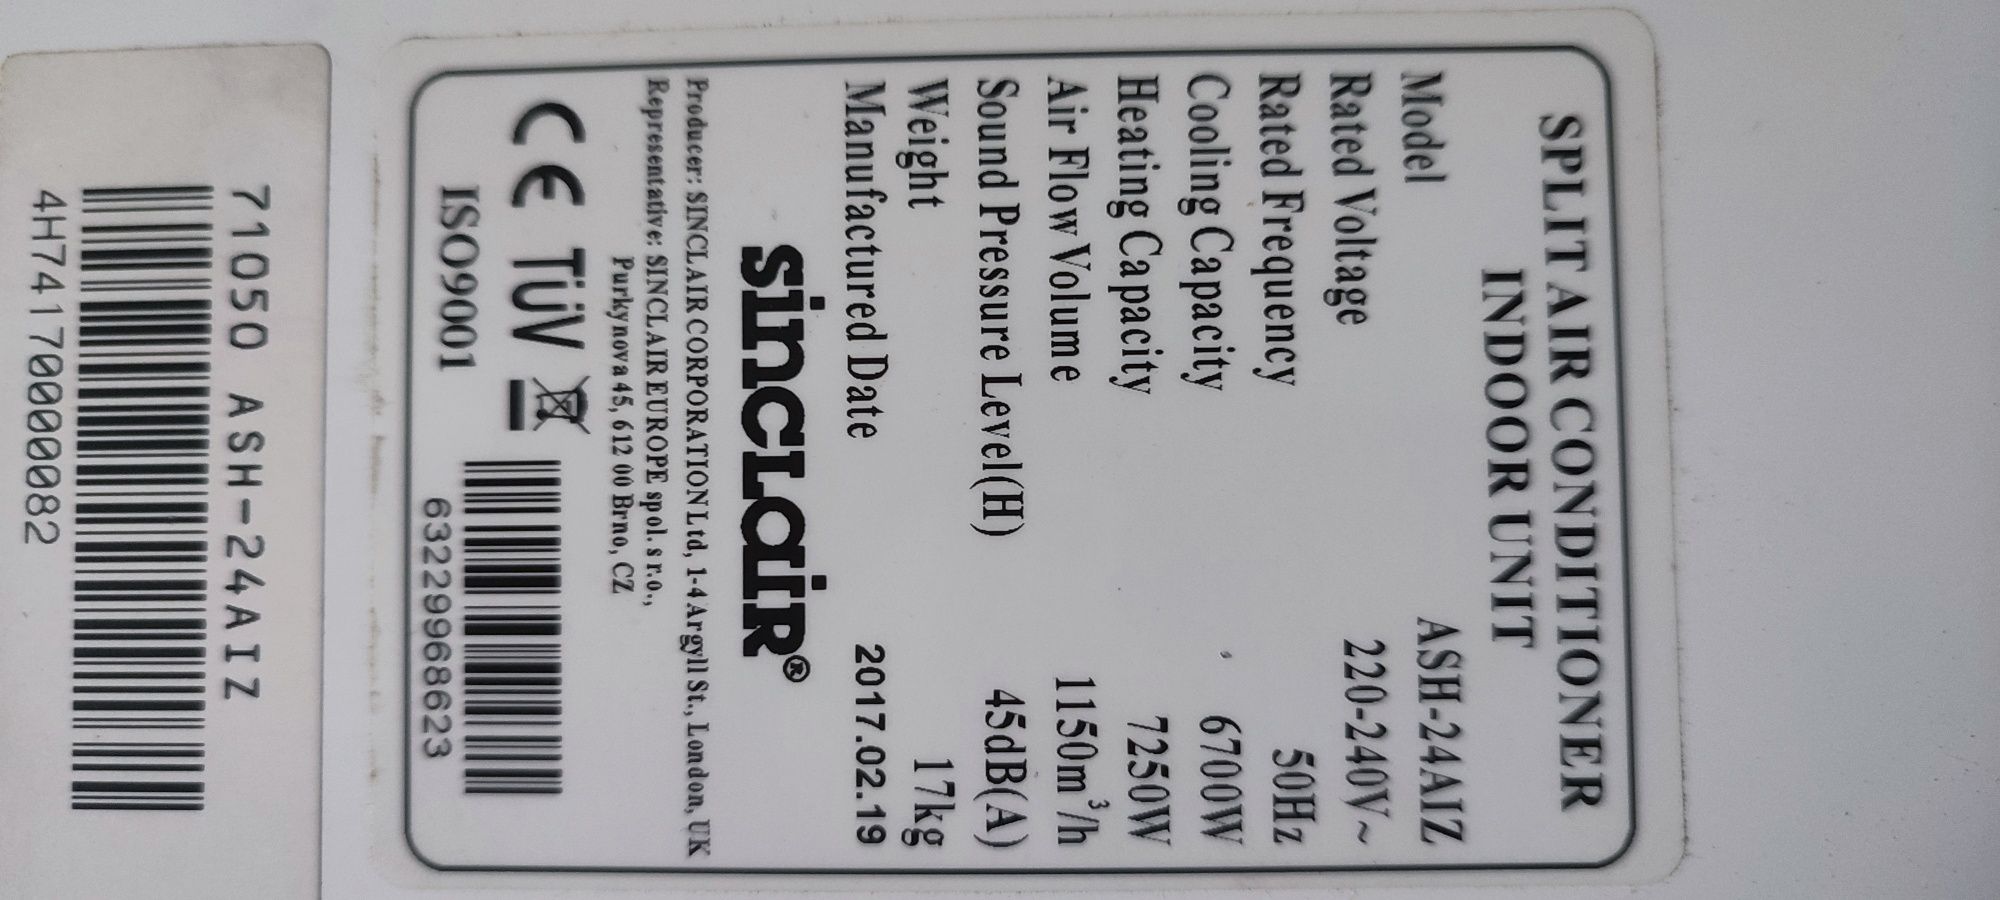 SPLIT AIR CONDITIONER
INDOOR UNIT
Model ASH-24AIZ
Rated Voltage 220-240V~
Rated Frequency 50Hz
Cooling Capacity 6700W
Heating Capacity 7250W
Air Flow Volume 1150m³/h
Sound Pressure Level(H) 45dB(A)
Weight 17kg
Manufactured Date 2017.02.19
sinclair®
Producer: SINCLAIR CORPORATION Ltd, 1-4 Argyll St., London, UK
Representative: SINCLAIR EUROPE spol. s r.o.,
Purkynova 45, 612 00 Brno, CZ
CE TÜV
ISO9001
63229968623
71050 ASH-24AIZ
4H74170000082